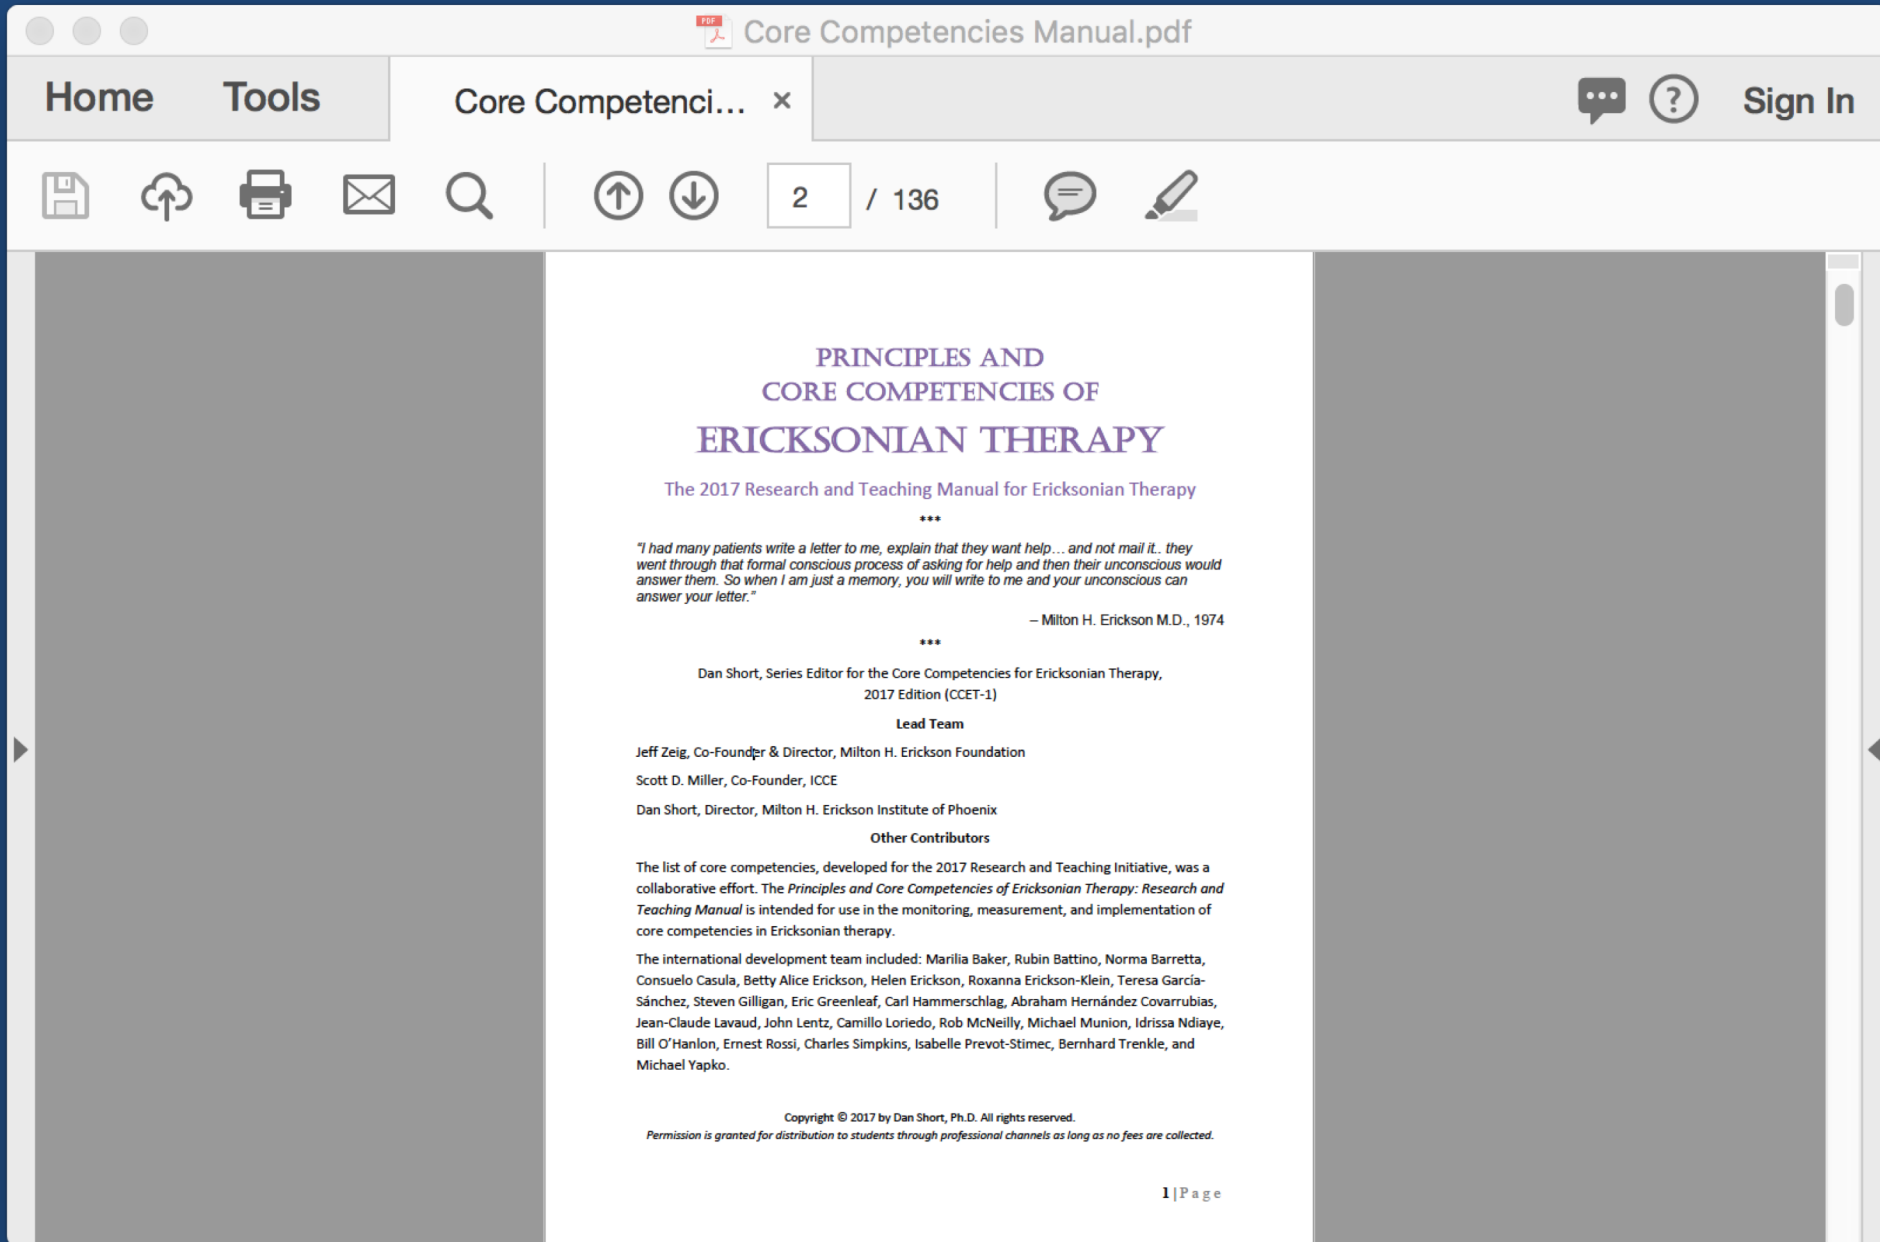 Core Competencies Manual.pdf
Home Tools Core Competenci... × Sign In
2 / 136
PRINCIPLES AND
CORE COMPETENCIES OF
ERICKSONIAN THERAPY
The 2017 Research and Teaching Manual for Ericksonian Therapy
***
“I had many patients write a letter to me, explain that they want help… and not mail it.. they
went through that formal conscious process of asking for help and then their unconscious would
answer them. So when I am just a memory, you will write to me and your unconscious can
answer your letter.”
– Milton H. Erickson M.D., 1974
***
Dan Short, Series Editor for the Core Competencies for Ericksonian Therapy,
2017 Edition (CCET-1)
Lead Team
Jeff Zeig, Co-Founder & Director, Milton H. Erickson Foundation
Scott D. Miller, Co-Founder, ICCE
Dan Short, Director, Milton H. Erickson Institute of Phoenix
Other Contributors
The list of core competencies, developed for the 2017 Research and Teaching Initiative, was a
collaborative effort. The Principles and Core Competencies of Ericksonian Therapy: Research and
Teaching Manual is intended for use in the monitoring, measurement, and implementation of
core competencies in Ericksonian therapy.
The international development team included: Marilia Baker, Rubin Battino, Norma Barretta,
Consuelo Casula, Betty Alice Erickson, Helen Erickson, Roxanna Erickson-Klein, Teresa García-
Sánchez, Steven Gilligan, Eric Greenleaf, Carl Hammerschlag, Abraham Hernández Covarrubias,
Jean-Claude Lavaud, John Lentz, Camillo Loriedo, Rob McNeilly, Michael Munion, Idrissa Ndiaye,
Bill O’Hanlon, Ernest Rossi, Charles Simpkins, Isabelle Prevot-Stimec, Bernhard Trenkle, and
Michael Yapko.
Copyright © 2017 by Dan Short, Ph.D. All rights reserved.
Permission is granted for distribution to students through professional channels as long as no fees are collected.
1 | Page